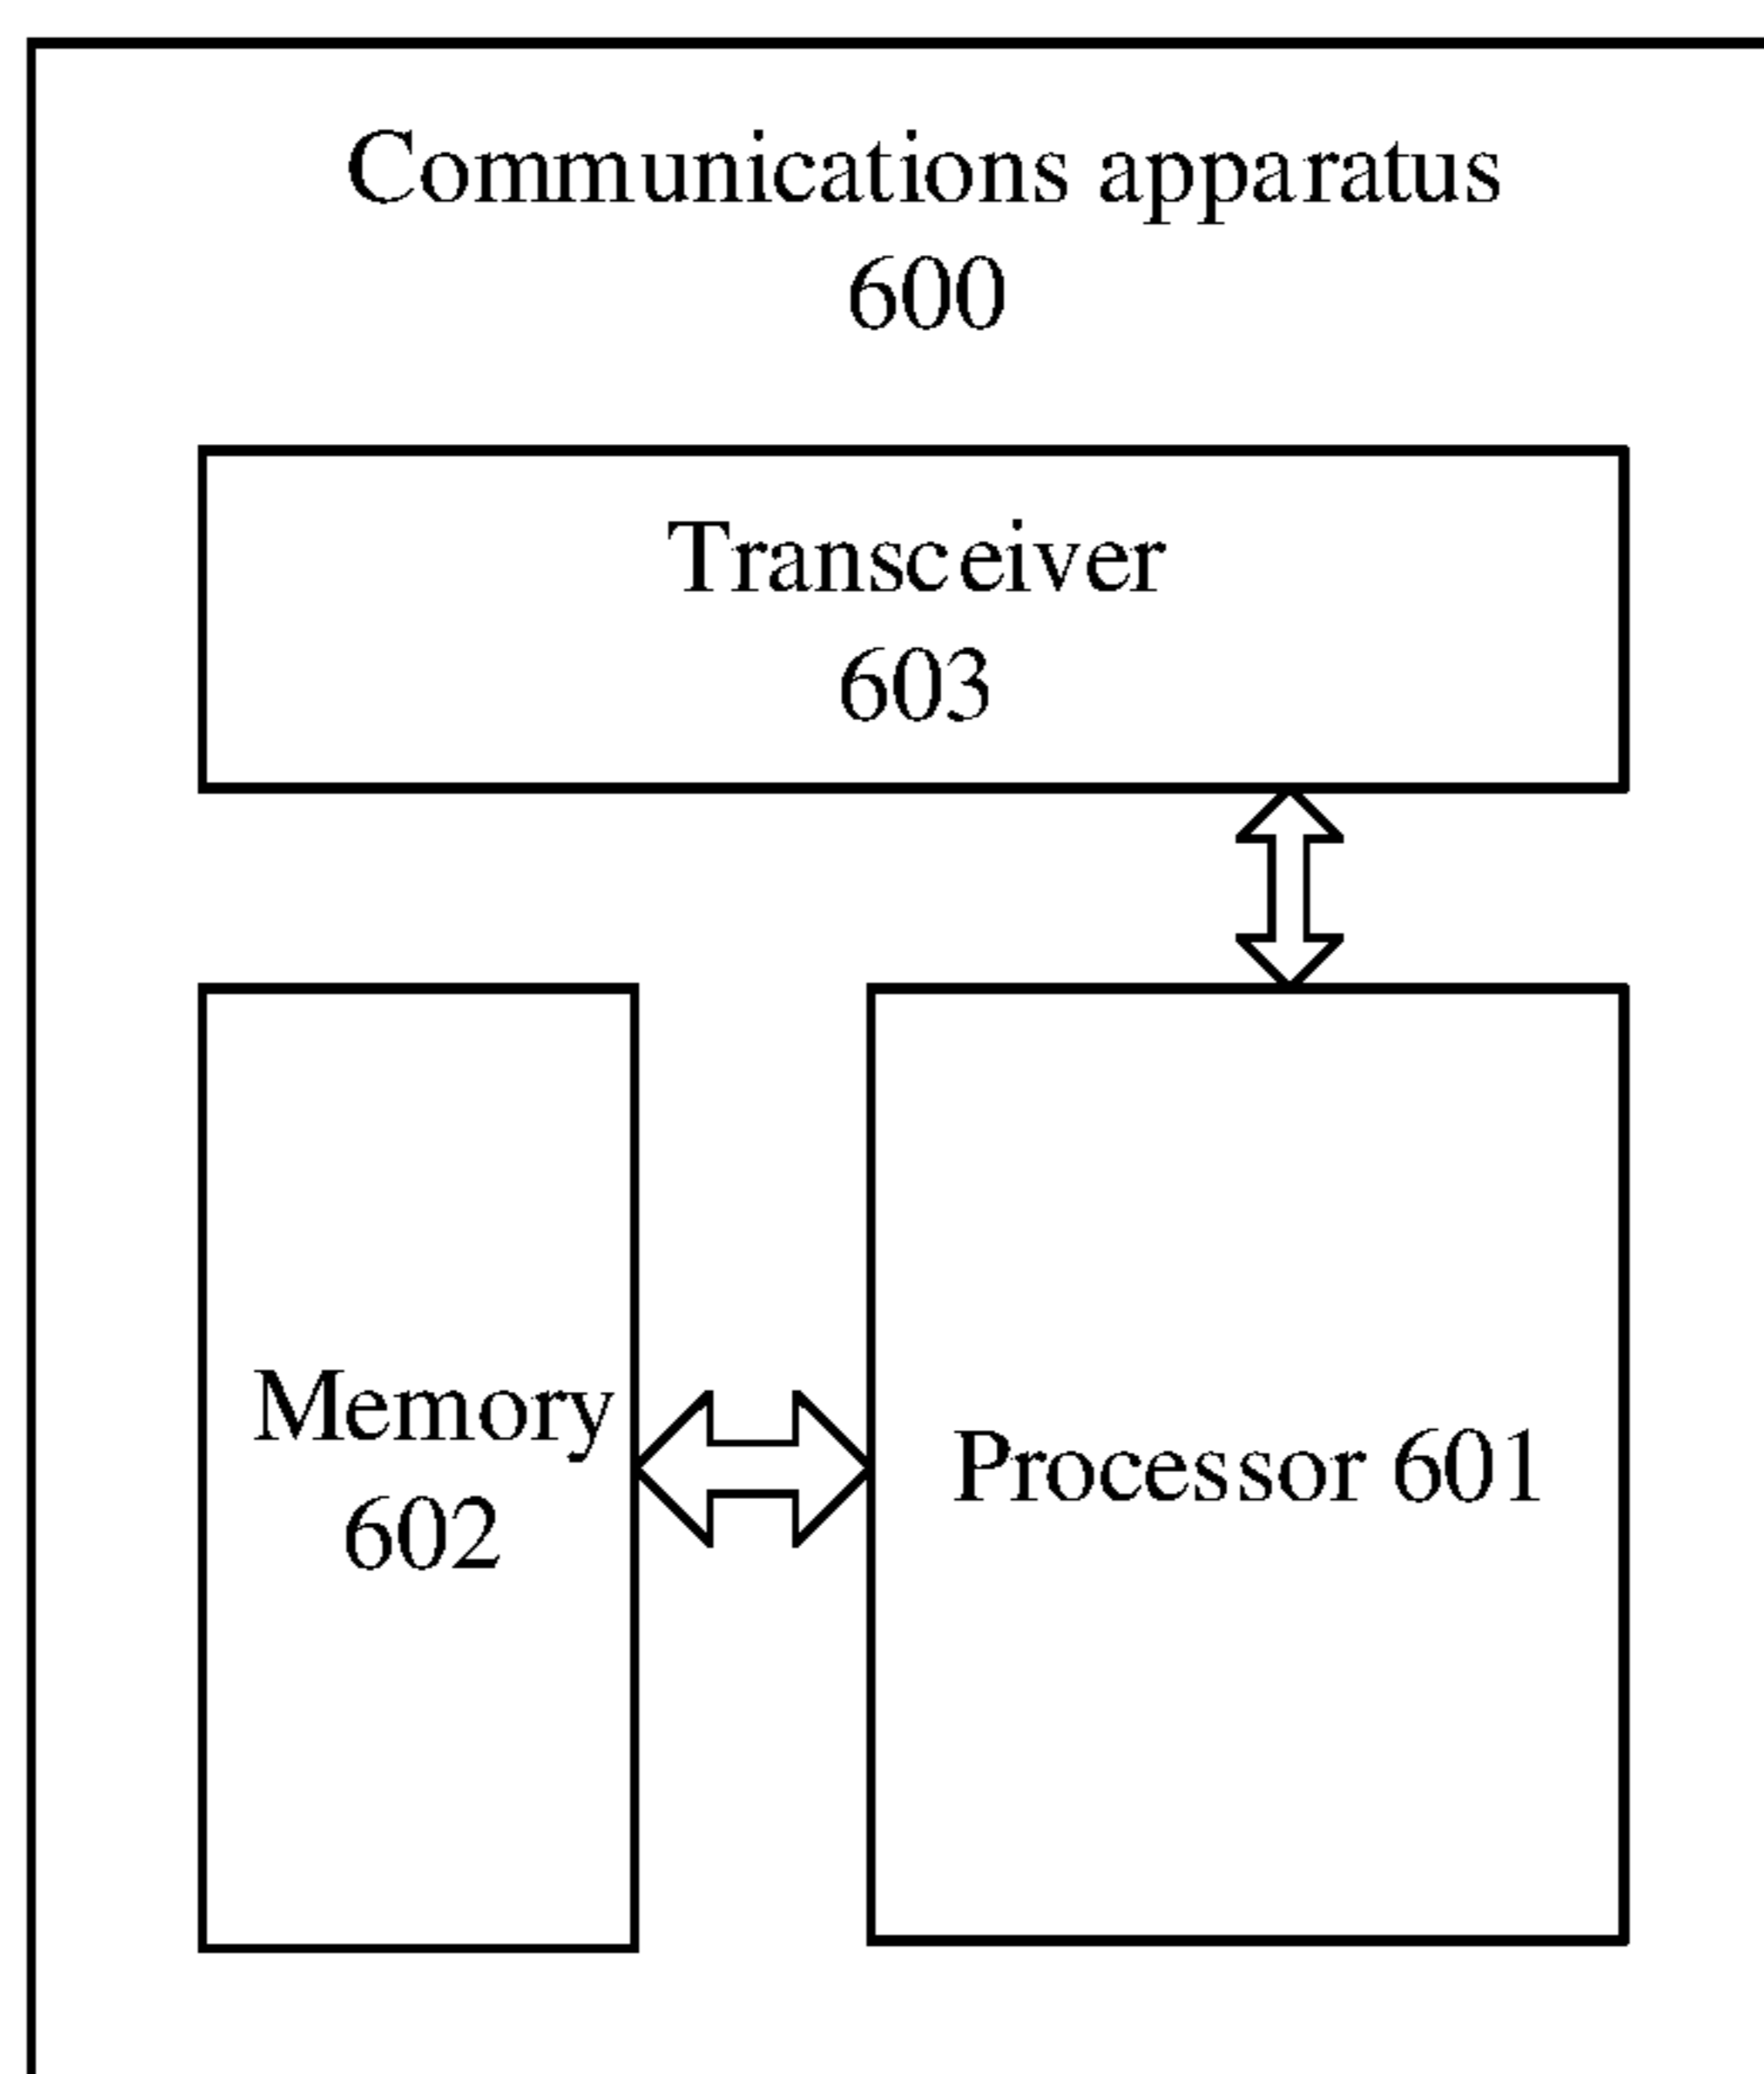 Communications apparatus
600
Transceiver
603
Memory
602
Processor 601